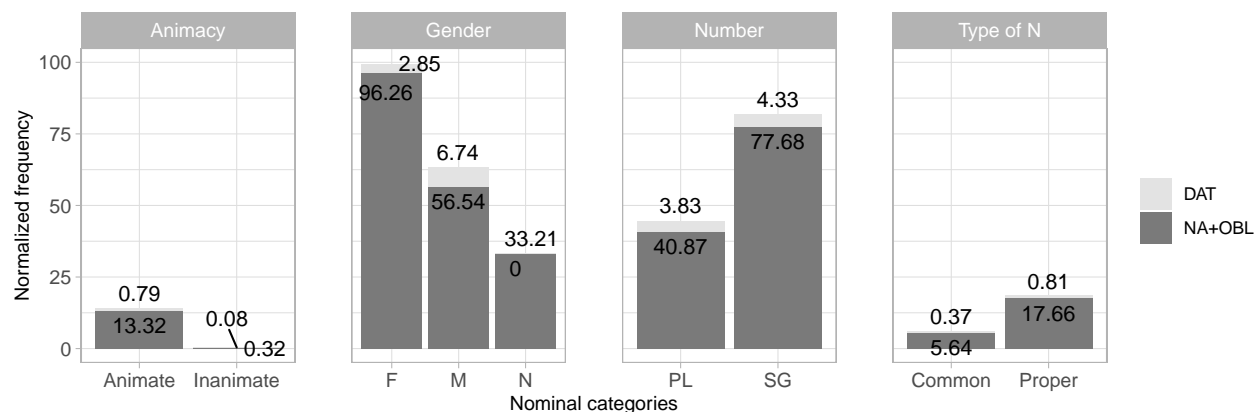 Animacy Gender Number Type of N
Normalized frequency
100
75
50
25
0
0.79
13.32
0.08
0.32
Animate Inanimate
2.85
96.26
6.74
56.54
33.21
0
F M N
3.83
40.87
4.33
77.68
PL SG
0.37
5.64
0.81
17.66
Common Proper
Nominal categories
DAT
NA+OBL